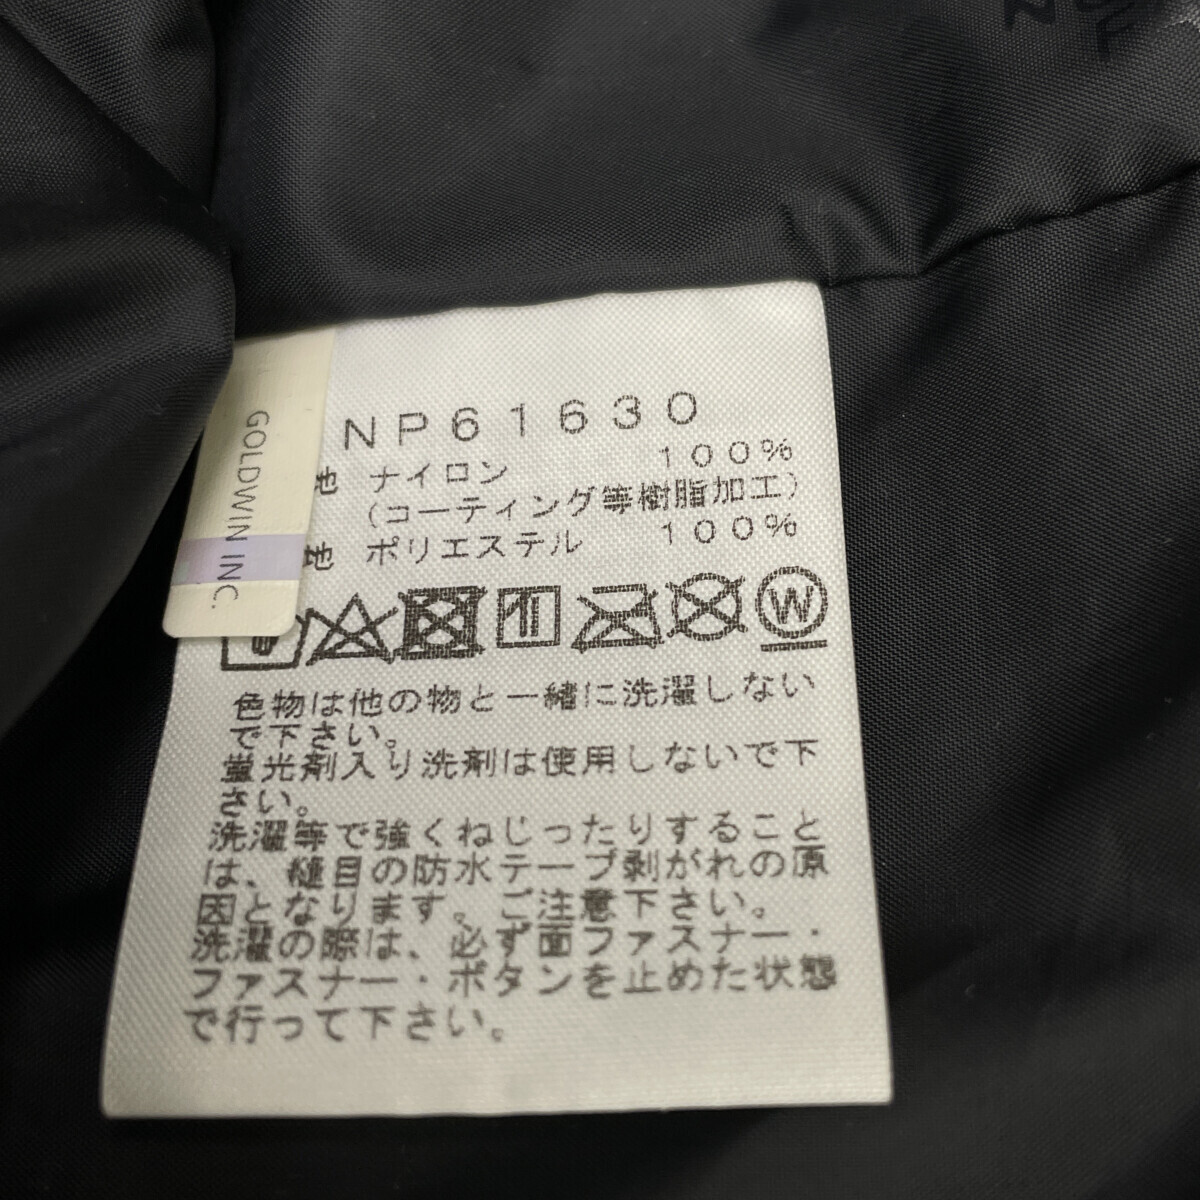 NP61630
地 ナイロン 100%
(コーティング等樹脂加工)
地 ポリエステル 100%
W
色物は他の物と一緒に洗濯しない
で下さい。
蛍光剤入り洗剤は使用しないで下
さい。
洗濯等で強くねじったりすること
は、縫目の防水テープ剥がれの原
因となります。ご注意下さい。
洗濯の際は、必ず面ファスナー・
ファスナー・ボタンを止めた状態
で行って下さい。
GOLDWIN INC.